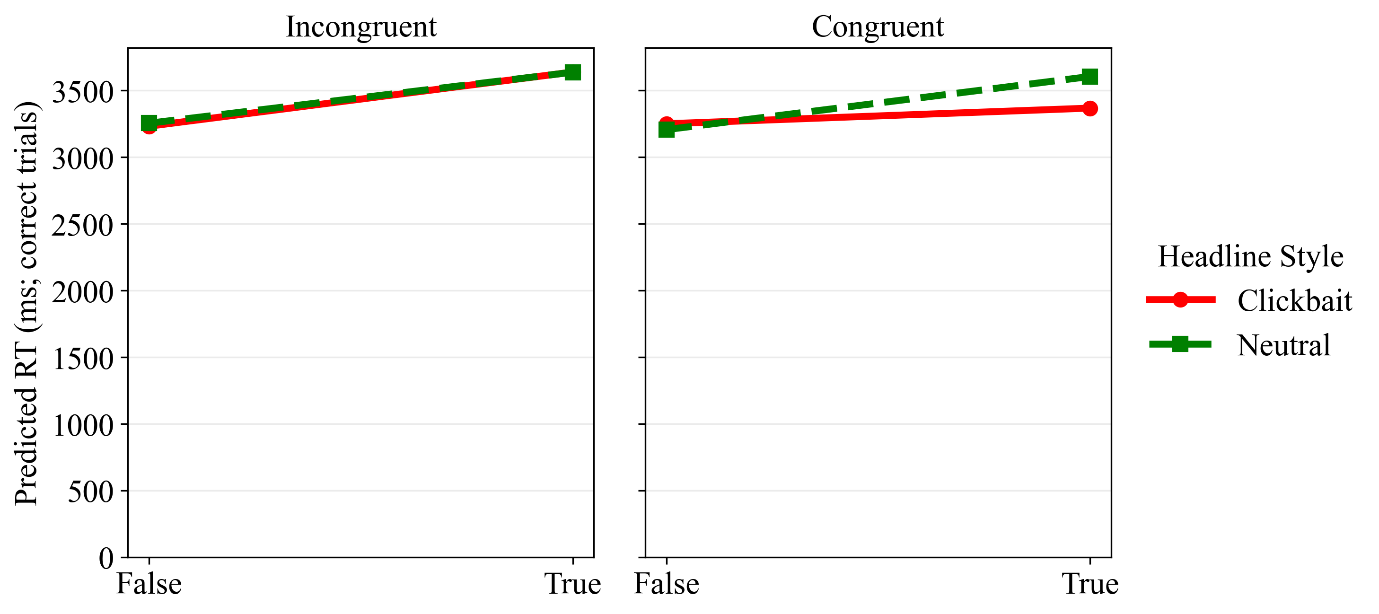 Incongruent
Congruent
Predicted RT (ms; correct trials)
3500
3000
2500
2000
1500
1000
500
0
False
True
False
True
Headline Style
Clickbait
Neutral